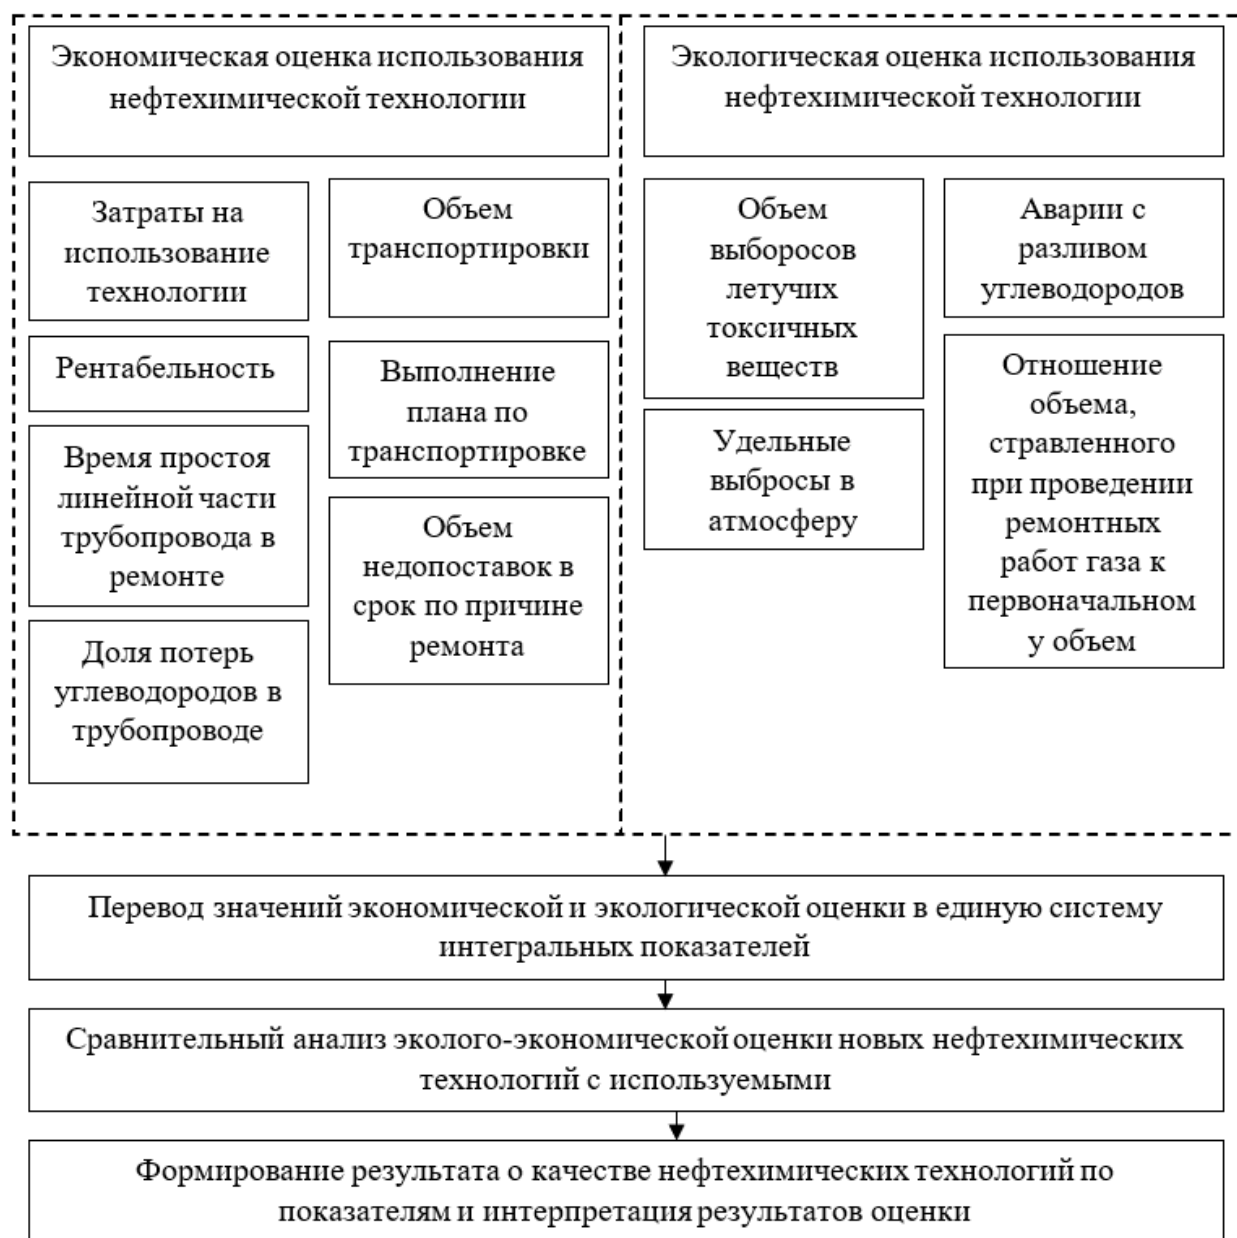 Экономическая оценка использования
нефтехимической технологии
Затраты на
использование
технологии
Рентабельность
Время простоя
линейной части
трубопровода в
ремонте
Доля потерь
углеводородов в
трубопроводе
Объем
транспортировки
Выполнение
плана по
транспортировке
Объем
недопоставок в
срок по причине
ремонта
Экологическая оценка использования
нефтехимической технологии
Объем
выборосов
летучих
токсичных
веществ
Удельные
выбросы в
атмосферу
Аварии с
разливом
углеводородов
Отношение
объема,
стравленного
при проведении
ремонтных
работ газа к
первоначальном
у объем
Перевод значений экономической и экологической оценки в единую систему
интегральных показателей
Сравнительный анализ эколого-экономической оценки новых нефтехимических
технологий с используемыми
Формирование результата о качестве нефтехимических технологий по
показателям и интерпретация результатов оценки